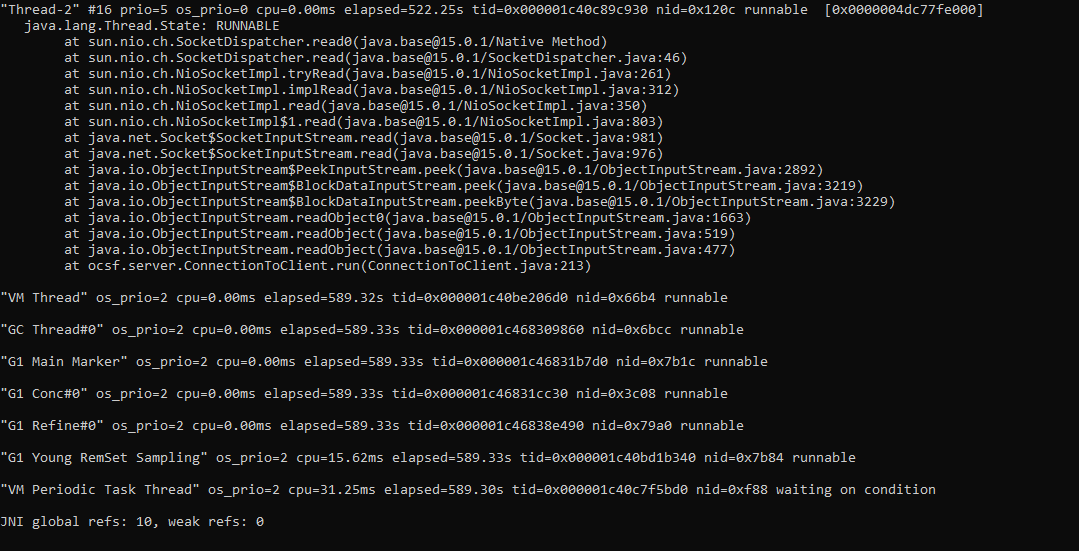 "Thread-2" #16 prio=5 os_prio=0 cpu=0.00ms elapsed=522.25s tid=0x000001c40c89c930 nid=0x120c runnable  [0x0000004dc77fe000]
   java.lang.Thread.State: RUNNABLE
        at sun.nio.ch.SocketDispatcher.read0(java.base@15.0.1/Native Method)
        at sun.nio.ch.SocketDispatcher.read(java.base@15.0.1/SocketDispatcher.java:46)
        at sun.nio.ch.NioSocketImpl.tryRead(java.base@15.0.1/NioSocketImpl.java:261)
        at sun.nio.ch.NioSocketImpl.implRead(java.base@15.0.1/NioSocketImpl.java:312)
        at sun.nio.ch.NioSocketImpl.read(java.base@15.0.1/NioSocketImpl.java:350)
        at sun.nio.ch.NioSocketImpl$1.read(java.base@15.0.1/NioSocketImpl.java:803)
        at java.net.Socket$SocketInputStream.read(java.base@15.0.1/Socket.java:981)
        at java.net.Socket$SocketInputStream.read(java.base@15.0.1/Socket.java:976)
        at java.io.ObjectInputStream$PeekInputStream.peek(java.base@15.0.1/ObjectInputStream.java:2892)
        at java.io.ObjectInputStream$BlockDataInputStream.peek(java.base@15.0.1/ObjectInputStream.java:3219)
        at java.io.ObjectInputStream$BlockDataInputStream.peekByte(java.base@15.0.1/ObjectInputStream.java:3229)
        at java.io.ObjectInputStream.readObject0(java.base@15.0.1/ObjectInputStream.java:1663)
        at java.io.ObjectInputStream.readObject(java.base@15.0.1/ObjectInputStream.java:519)
        at java.io.ObjectInputStream.readObject(java.base@15.0.1/ObjectInputStream.java:477)
        at ocsf.server.ConnectionToClient.run(ConnectionToClient.java:213)
"VM Thread" os_prio=2 cpu=0.00ms elapsed=589.32s tid=0x000001c40be206d0 nid=0x66b4 runnable
"GC Thread#0" os_prio=2 cpu=0.00ms elapsed=589.33s tid=0x000001c468309860 nid=0x6bcc runnable
"G1 Main Marker" os_prio=2 cpu=0.00ms elapsed=589.33s tid=0x000001c46831b7d0 nid=0x7b1c runnable
"G1 Conc#0" os_prio=2 cpu=0.00ms elapsed=589.33s tid=0x000001c46831cc30 nid=0x3c08 runnable
"G1 Refine#0" os_prio=2 cpu=0.00ms elapsed=589.33s tid=0x000001c46838e490 nid=0x79a0 runnable
"G1 Young RemSet Sampling" os_prio=2 cpu=15.62ms elapsed=589.33s tid=0x000001c40bd1b340 nid=0x7b84 runnable
"VM Periodic Task Thread" os_prio=2 cpu=31.25ms elapsed=589.30s tid=0x000001c40c7f5bd0 nid=0xf88 waiting on condition
JNI global refs: 10, weak refs: 0